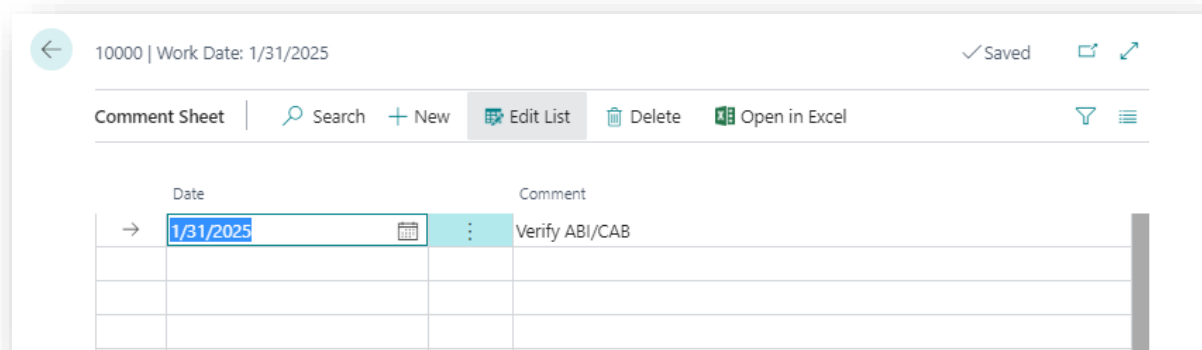 10000 | Work Date: 1/31/2025 Saved
Comment Sheet Search New Edit List Delete Open in Excel
Date Comment
1/31/2025 Verify ABI/CAB